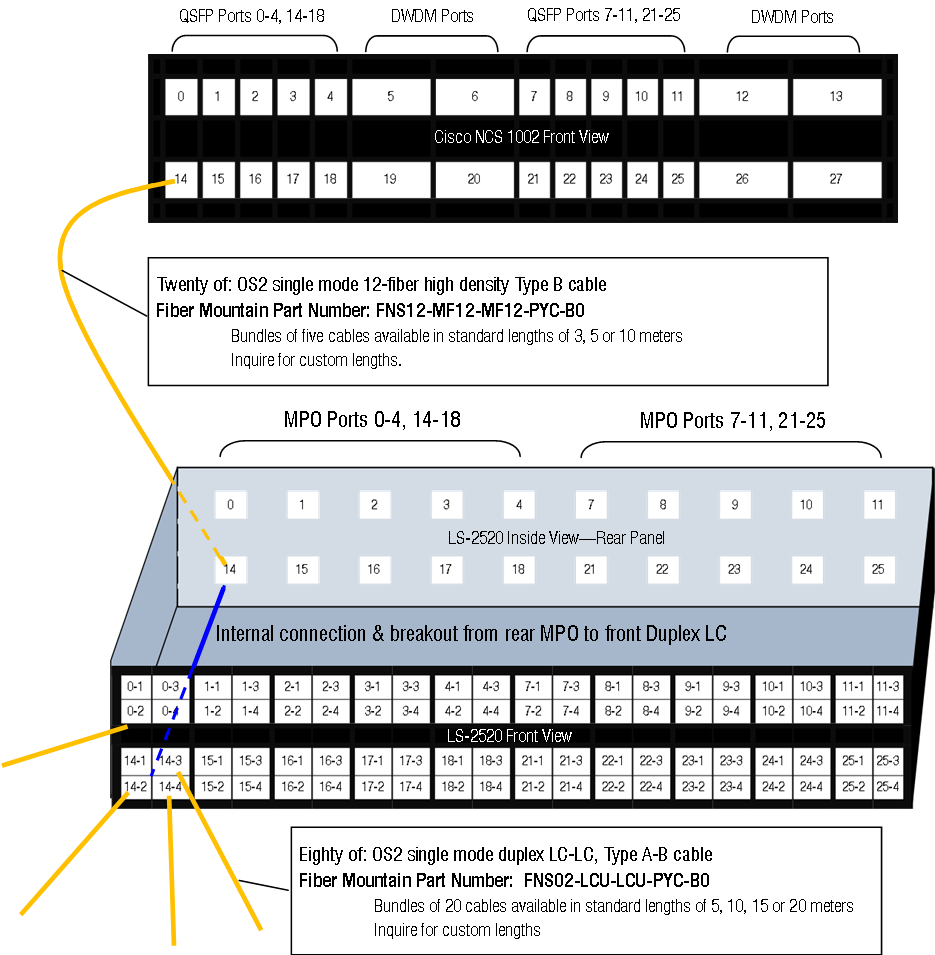 QSFP Ports 0-4, 14-18 DWDM Ports QSFP Ports 7-11, 21-25 DWDM Ports
0 1 2 3 4 5 6 7 8 9 10 11 12 13
Cisco NCS 1002 Front View
14 15 16 17 18 19 20 21 22 23 24 25 26 27
Twenty of: OS2 single mode 12-fiber high density Type B cable
Fiber Mountain Part Number: FNS12-MF12-MF12-PYC-B0
Bundles of five cables available in standard lengths of 3, 5 or 10 meters
Inquire for custom lengths.
MPO Ports 0-4, 14-18 MPO Ports 7-11, 21-25
0 1 2 3 4 7 8 9 10 11
LS-2520 Inside View—Rear Panel
14 15 16 17 18 21 22 23 24 25
Internal connection & breakout from rear MPO to front Duplex LC
0-1 0-3 1-1 1-3 2-1 2-3 3-1 3-3 4-1 4-3 7-1 7-3 8-1 8-3 9-1 9-3 10-1 10-3 11-1 11-3
0-2 0-4 1-2 1-4 2-2 2-4 3-2 3-4 4-2 4-4 7-2 7-4 8-2 8-4 9-2 9-4 10-2 10-4 11-2 11-4
LS-2520 Front View
14-1 14-3 15-1 15-3 16-1 16-3 17-1 17-3 18-1 18-3 21-1 21-3 22-1 22-3 23-1 23-3 24-1 24-3 25-1 25-3
14-2 14-4 15-2 15-4 16-2 16-4 17-2 17-4 18-2 18-4 21-2 21-4 22-2 22-4 23-2 23-4 24-2 24-4 25-2 25-4
Eighty of: OS2 single mode duplex LC-LC, Type A-B cable
Fiber Mountain Part Number: FNS02-LCU-LCU-PYC-B0
Bundles of 20 cables available in standard lengths of 5, 10, 15 or 20 meters
Inquire for custom lengths